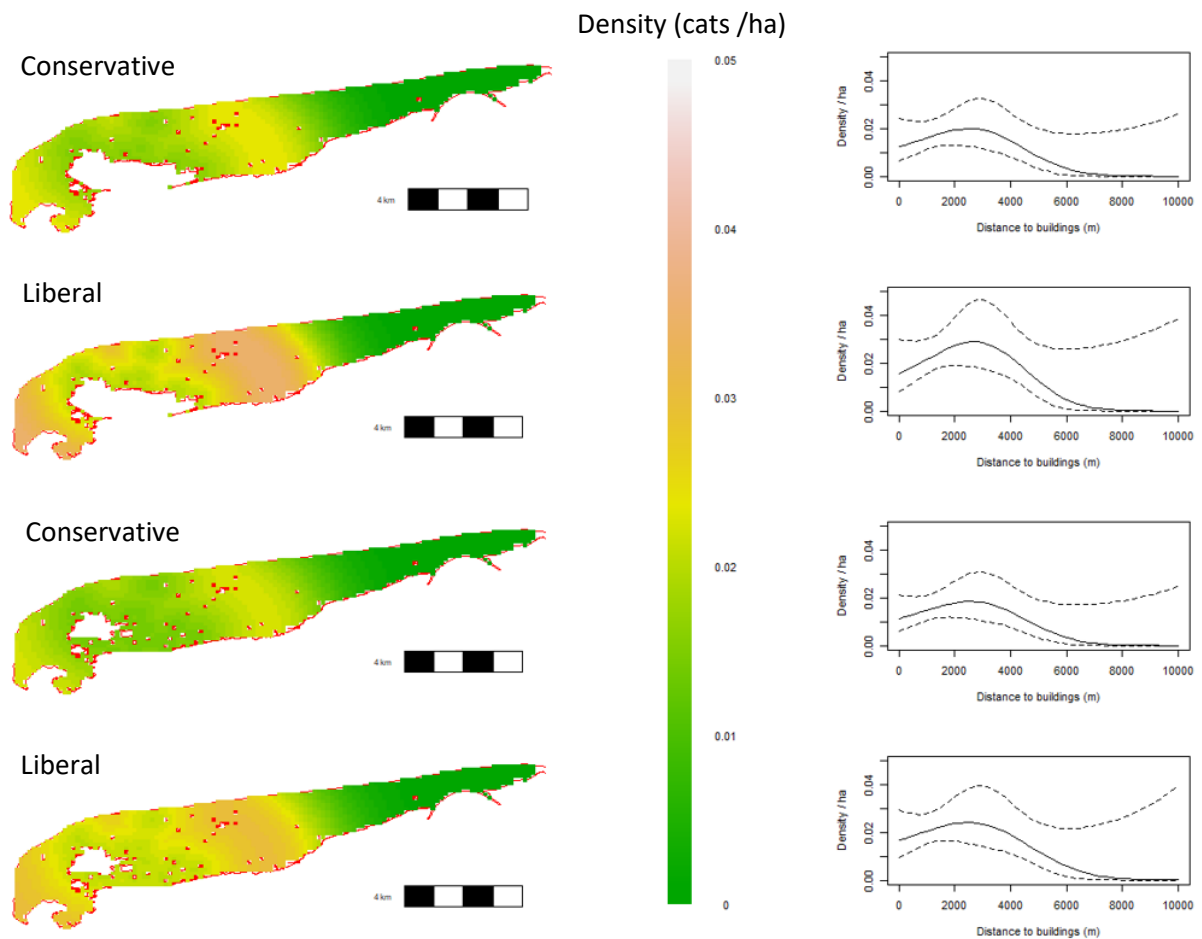 Density (cats /ha)
Conservative
4 km
Liberal
4 km
Conservative
4 km
Liberal
4 km
0.05
0.04
0.03
0.02
0.01
0
Density / ha
0.04
0.02
0.00
0 2000 4000 6000 8000 10000
Distance to buildings (m)
Density / ha
0.04
0.02
0.00
0 2000 4000 6000 8000 10000
Distance to buildings (m)
Density / ha
0.04
0.02
0.00
0 2000 4000 6000 8000 10000
Distance to buildings (m)
Density / ha
0.04
0.02
0.00
0 2000 4000 6000 8000 10000
Distance to buildings (m)